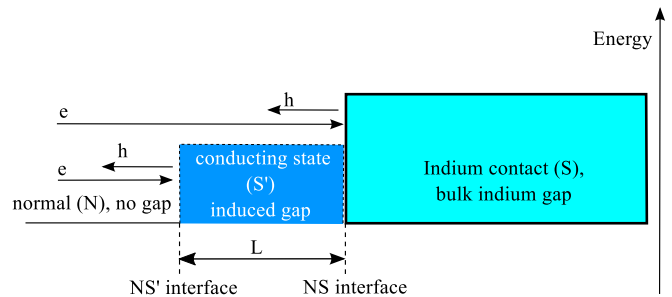 Energy
h
e
h
e
conducting state
(S')
induced gap
Indium contact (S),
bulk indium gap
normal (N), no gap
L
NS' interface
NS interface